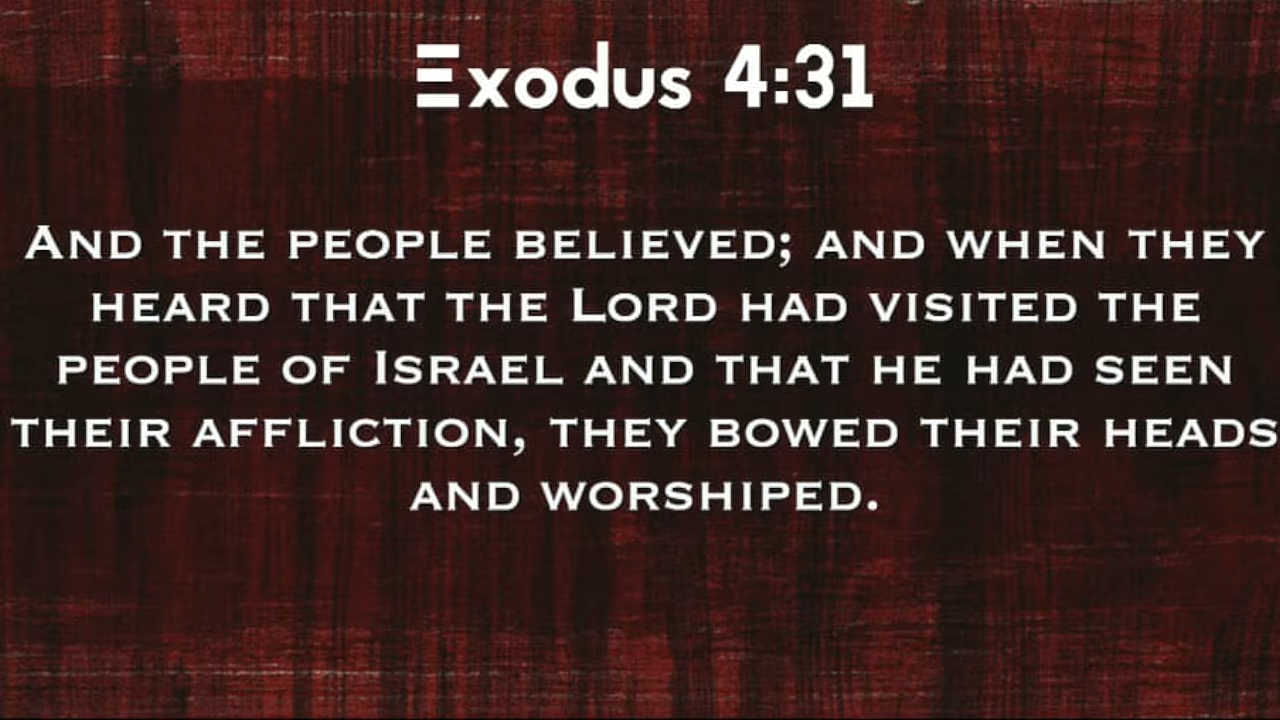 Exodus 4:31
And the people believed; and when they
heard that the Lord had visited the
people of Israel and that he had seen
their affliction, they bowed their heads
and worshiped.